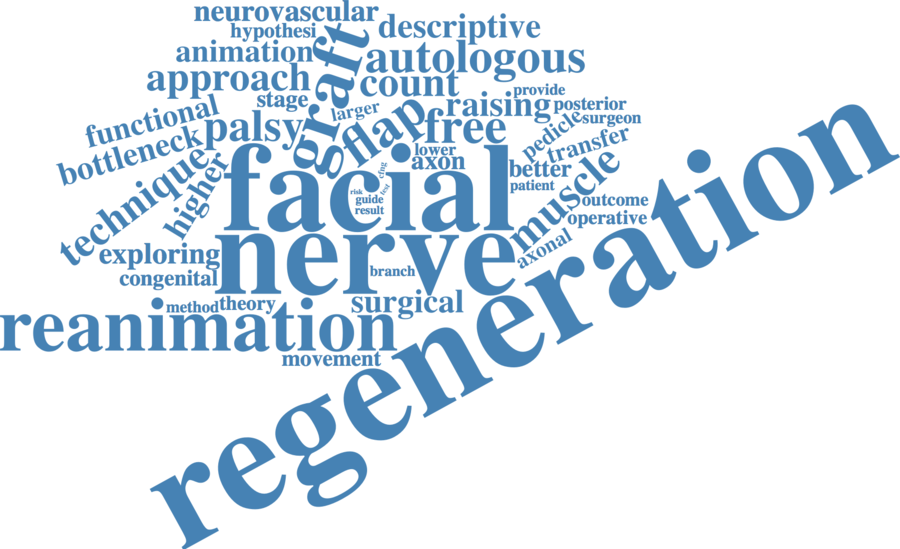 neurovascular
hypothesi
descriptive
animation
graft
autologous
approach
count
stage
larger
provide
raising
posterior
functional
flap
surgeon
palsy
free
pedicle
bottleneck
transfer
lower
axon
better
technique
higher
facial
cfng
test
risk
guide
result
patient
muscle
outcome
operative
exploring
nerve
axonal
congenital
branch
regeneration
method
theory
surgical
reanimation
movement